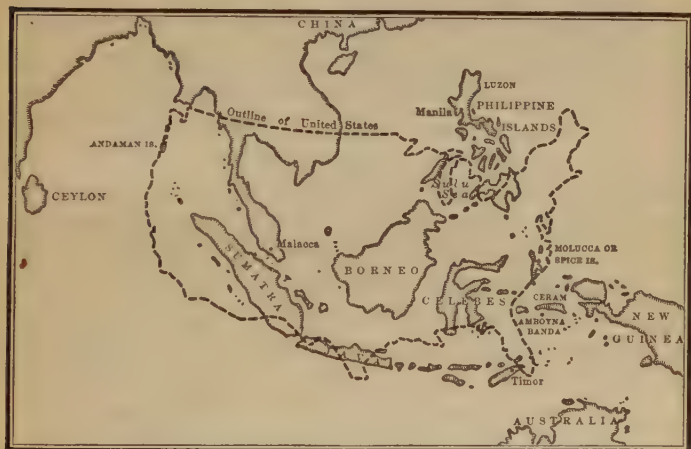 CHINA
LUZON
Manila
PHILIPPINE
ISLANDS
Outline of United States
ANDAMAN IS.
Sulu
Sea
CEYLON
Malacca
MOLUCCA OR
SPICE IS.
SUMATRA
BORNEO
CELEBES
CERAM
NEW
AMBOYNA
BANDA
GUINEA
JAVA
Timor
AUSTRALIA